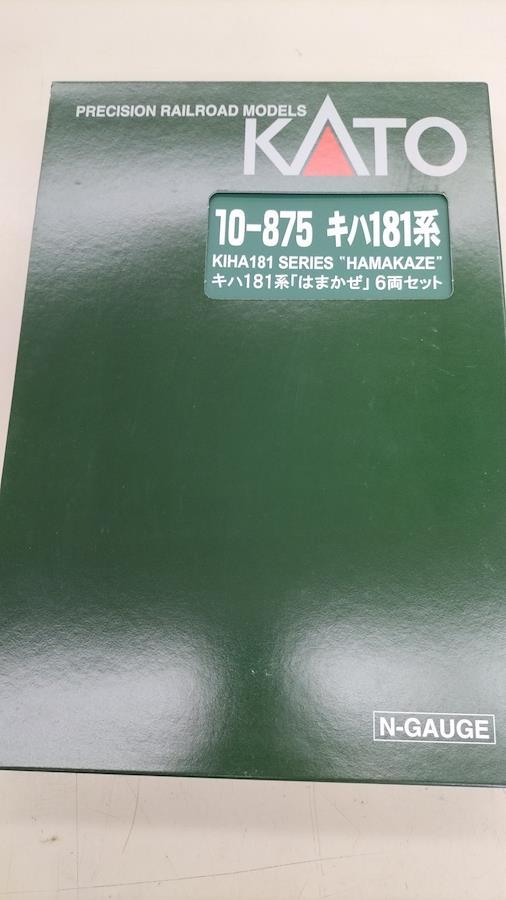 PRECISION RAILROAD MODELS
KATO
10-875 キハ181系
KIHA181 SERIES "HAMAKAZE"
キハ181系「はまかぜ」6両セット
N-GAUGE